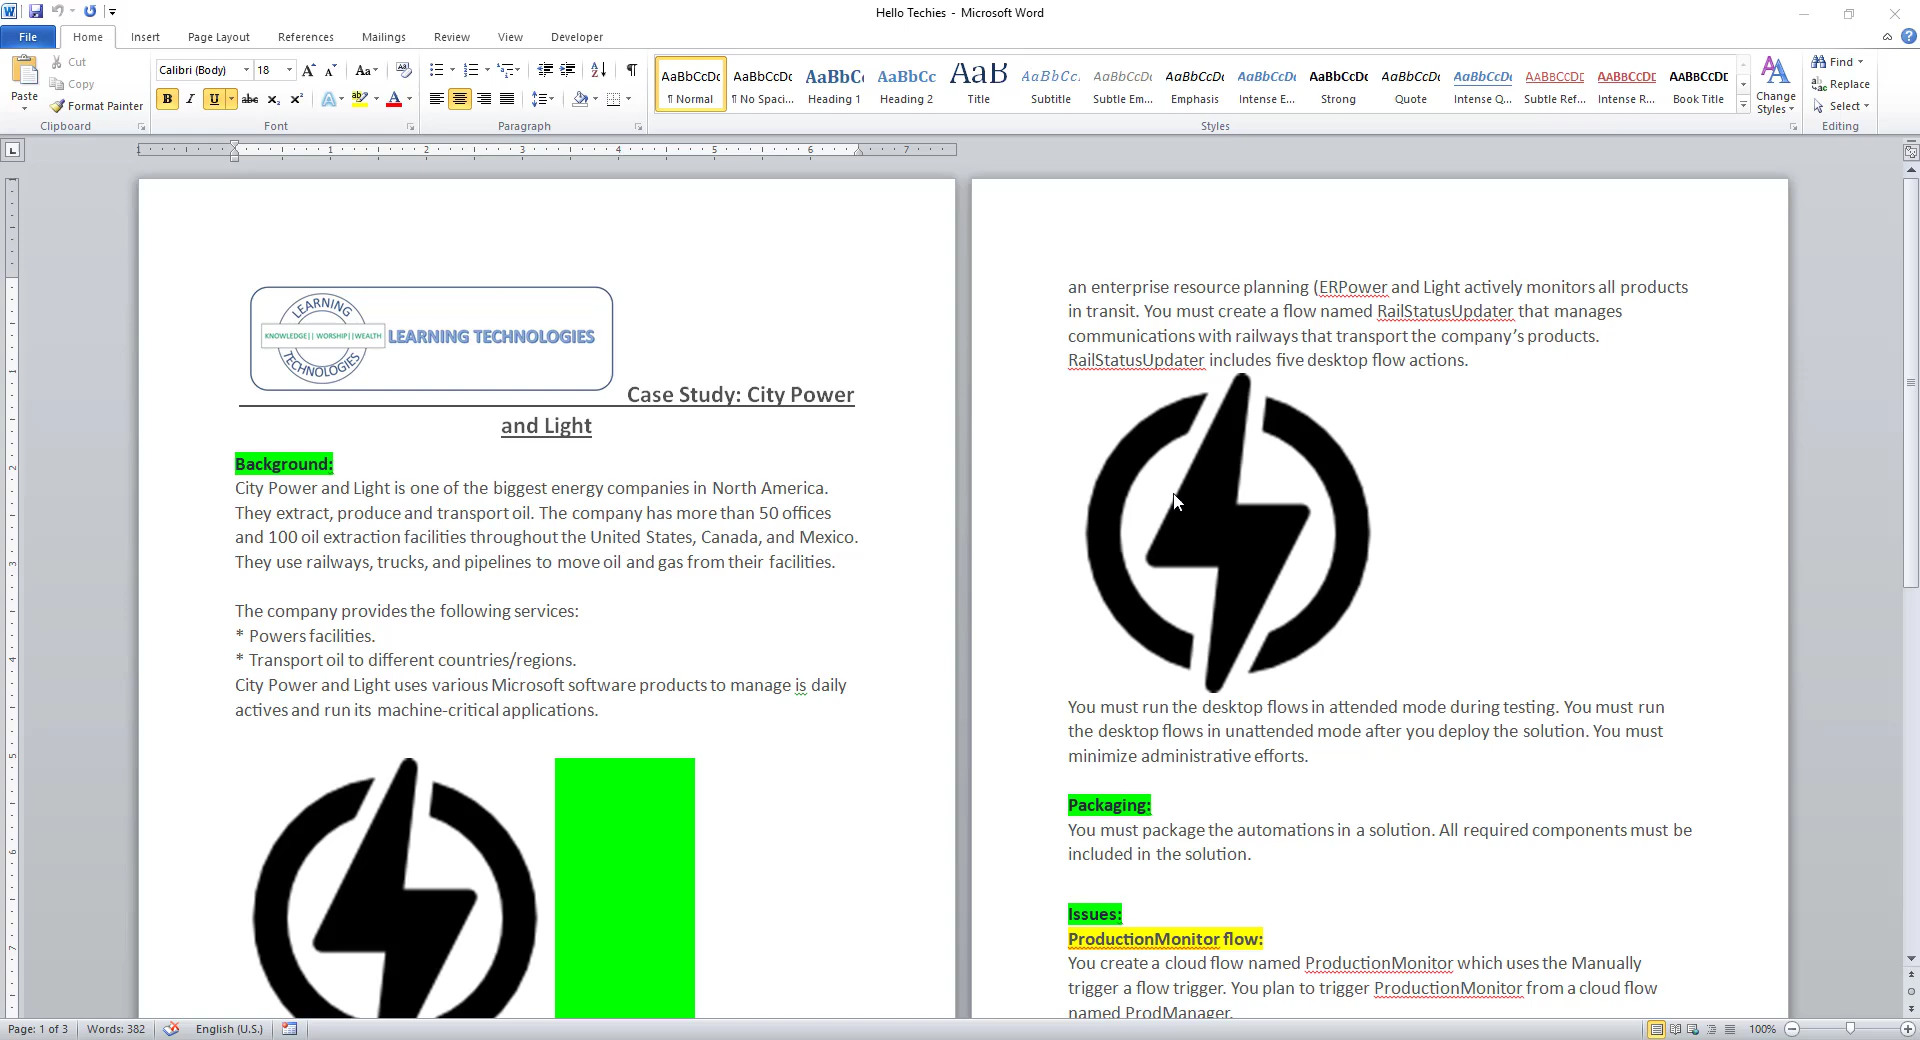 Hello Techies - Microsoft Word
File Home Insert Page Layout References Mailings Review View Developer
Paste
Cut
Copy
Format Painter
Clipboard
Calibri (Body) 18
Font
Paragraph
AaBbCcDc AaBbCcDc AaBbC AaBbCc AaB AaBbCc. AaBbCcDc AaBbCcDc AaBbCcDc AaBbCcDc AaBbCcDc AaBbCcDc AABBCCDE AABBCCDE AABBCCDE
¶ Normal ¶ No Spaci... Heading 1 Heading 2 Title Subtitle Subtle Em... Emphasis Intense E... Strong Quote Intense Q... Subtle Ref... Intense R... Book Title
Styles
Change
Styles
Find
Replace
Select
Editing
1 1 2 3 4 5 6 7
LEARNING
KNOWLEDGE|| WORSHIP||WEALTH
TECHNOLOGIES
LEARNING TECHNOLOGIES
Case Study: City Power
and Light
Background:
City Power and Light is one of the biggest energy companies in North America.
They extract, produce and transport oil. The company has more than 50 offices
and 100 oil extraction facilities throughout the United States, Canada, and Mexico.
They use railways, trucks, and pipelines to move oil and gas from their facilities.
The company provides the following services:
* Powers facilities.
* Transport oil to different countries/regions.
City Power and Light uses various Microsoft software products to manage is daily
actives and run its machine-critical applications.
an enterprise resource planning (ERPower and Light actively monitors all products
in transit. You must create a flow named RailStatusUpdater that manages
communications with railways that transport the company’s products.
RailStatusUpdater includes five desktop flow actions.
You must run the desktop flows in attended mode during testing. You must run
the desktop flows in unattended mode after you deploy the solution. You must
minimize administrative efforts.
Packaging:
You must package the automations in a solution. All required components must be
included in the solution.
Issues:
ProductionMonitor flow:
You create a cloud flow named ProductionMonitor which uses the Manually
trigger a flow trigger. You plan to trigger ProductionMonitor from a cloud flow
named ProdManager.
Page: 1 of 3 Words: 382 English (U.S.) 100%